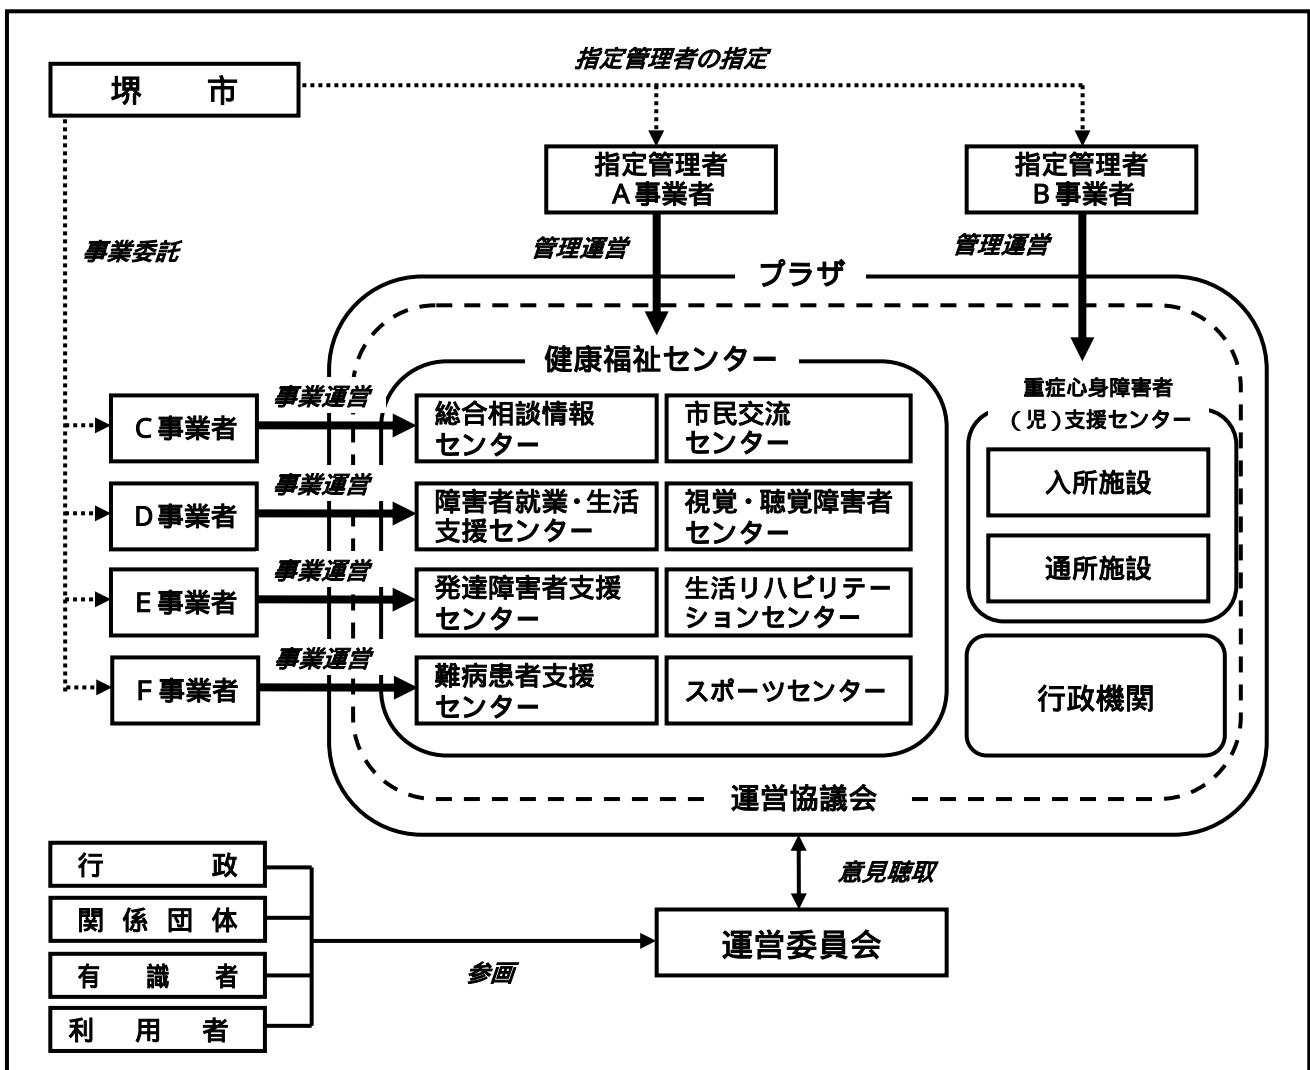 指定管理者の指定
堺 市
指定管理者
A事業者
指定管理者
B事業者
事業委託
管理運営
管理運営
プラザ
健康福祉センター
重症心身障害者
(児)支援センター
事業運営
C事業者
総合相談情報
センター
市民交流
センター
入所施設
事業運営
D事業者
障害者就業・生活
支援センター
視覚・聴覚障害者
センター
通所施設
事業運営
E事業者
発達障害者支援
センター
生活リハビリテー
ションセンター
事業運営
F事業者
難病患者支援
センター
スポーツセンター
行政機関
運営協議会
行 政
関 係 団 体
有 識 者
利 用 者
意見聴取
参画
運営委員会